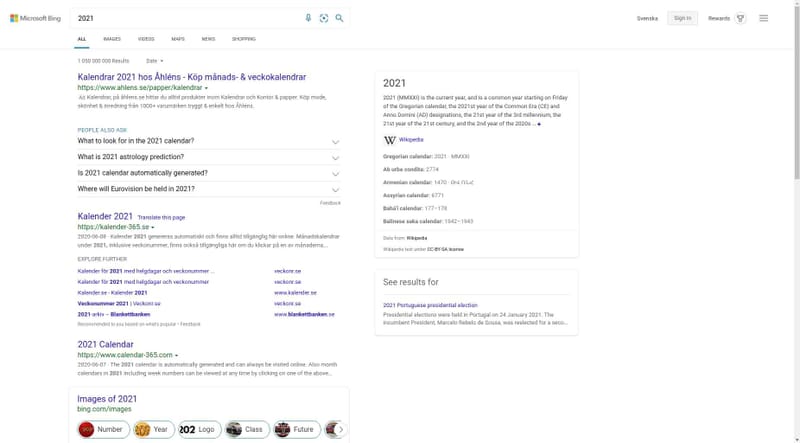 Microsoft Bing
2021
Svenska
Sign in
Rewards
ALL
IMAGES
VIDEOS
MAPS
NEWS
SHOPPING
1 050 000 000 Results
Date
Kalendrar 2021 hos Åhléns - Köp månads- & veckokalendrar
https://www.ahlens.se/papper/kalendrar
Ad Kalendrar, på åhlens.se hittar du alltid produkter inom Kalendrar och Kontor & papper. Köp mode,
skönhet & inredning från 1000+ varumärken tryggt & enkelt hos Åhléns.
PEOPLE ALSO ASK
What to look for in the 2021 calendar?
What is 2021 astrology prediction?
Is 2021 calendar automatically generated?
Where will Eurovision be held in 2021?
Feedback
Kalender 2021
Translate this page
https://kalender-365.se
2020-06-08 · Kalender 2021 genereras automatiskt och finns alltid tillgänglig här online. Månadskalendrar
under 2021, inklusive veckonummer, finns också tillgängliga här om du klickar på en av månaderna,...
EXPLORE FURTHER
Kalender för 2021 med helgdagar och veckonummer ...
veckonr.se
Kalender för 2021 med helgdagar och veckonummer
veckonr.se
Kalender.se - Kalender 2021
www.kalender.se
Veckonummer 2021 | Veckonr.se
veckonr.se
2021 arkiv – Blankettbanken
www.blankettbanken.se
Recommended to you based on what's popular • Feedback
2021 Calendar
https://www.calendar-365.com
2020-06-07 · The 2021 calendar is automatically generated and can always be visited online. Also month
calendars in 2021 including week numbers can be viewed at any time by clicking on one of the above...
Images of 2021
bing.com/images
Number
Year
Logo
Class
Future
2021
2021 (MMXXI) is the current year, and is a common year starting on Friday
of the Gregorian calendar, the 2021st year of the Common Era (CE) and
Anno Domini (AD) designations, the 21st year of the 3rd millennium, the
21st year of the 21st century, and the 2nd year of the 2020s ...
W Wikipedia
Gregorian calendar: 2021 · MMXXI
Ab urbe condita: 2774
Armenian calendar: 1470 ·
Assyrian calendar: 6771
Bahá'í calendar: 177–178
Balinese saka calendar: 1942–1943
Data from: Wikipedia
Wikipedia text under CC-BY-SA license
See results for
2021 Portuguese presidential election
Presidential elections were held in Portugal on 24 January 2021. The
incumbent President, Marcelo Rebelo de Sousa, was reelected for a seco...